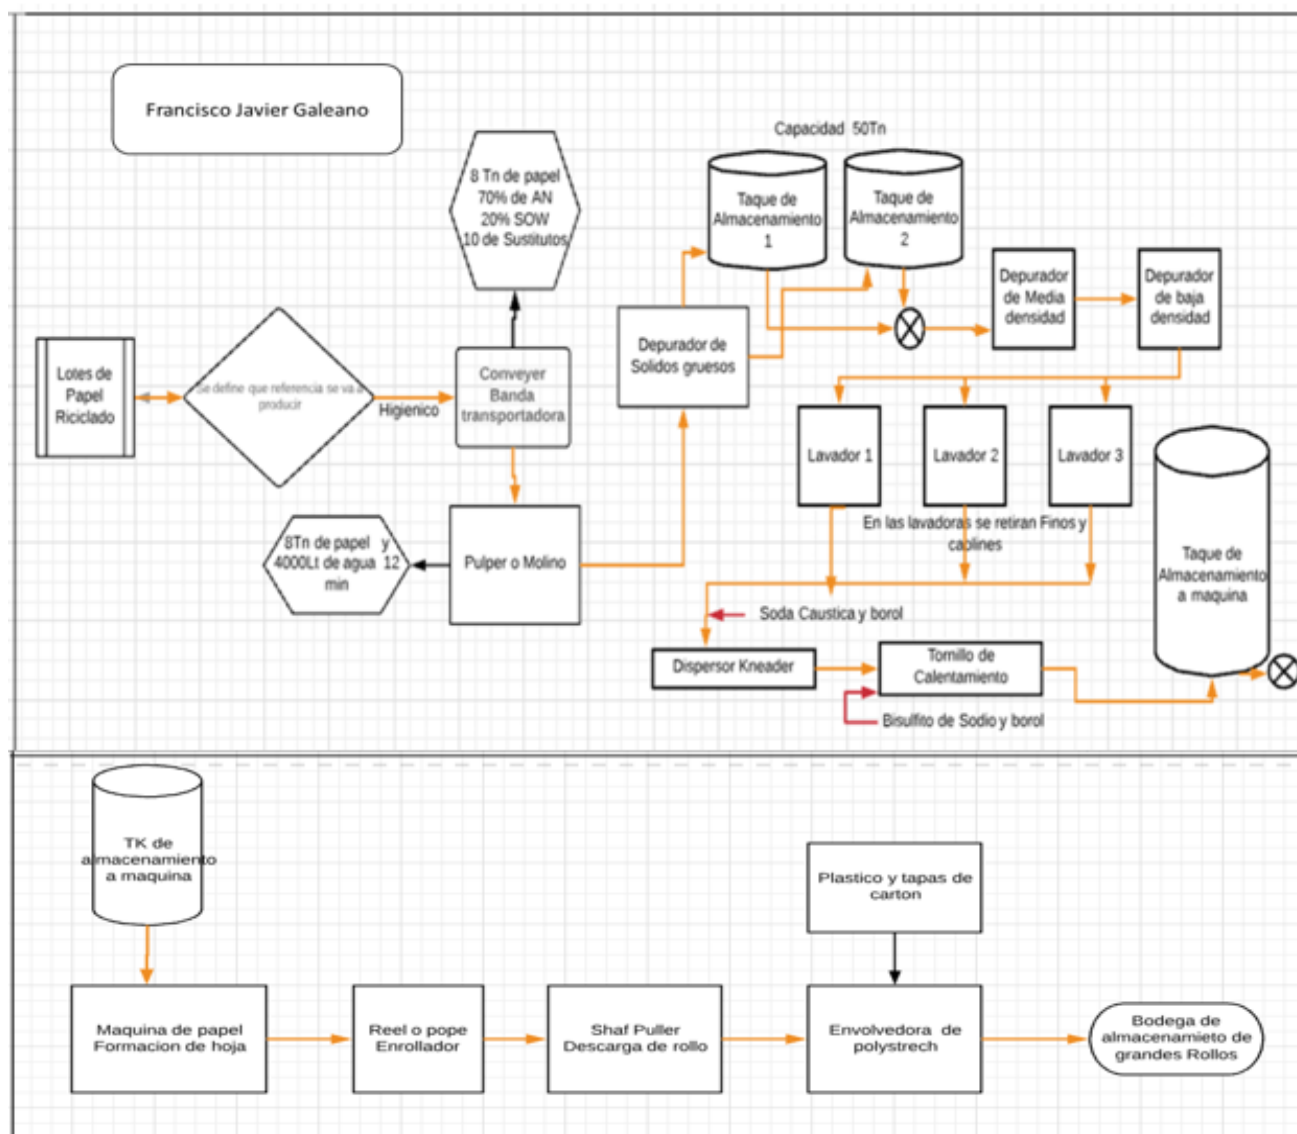 Francisco Javier Galeano
8 Tn de papel
70% de AN
20% SOW
10 de Sustitutos
Capacidad 50Tn
Taque de
Almacenamiento
1
Taque de
Almacenamiento
2
Depurador
de Media
densidad
Depurador
de baja
densidad
Lotes de
Papel
Riciclado
Se define que referencia se va a
producir
Higienico
Conveyer
Banda
transportadora
Depurador de
Solidos gruesos
8Tn de papel y
4000Lt de agua 12
min
Pulper o Molino
Lavador 1
Lavador 2
Lavador 3
En las lavadoras se retiran Finos y
caolines
Taque de
Almacenamiento
a maquina
Soda Caustica y borol
Dispersor Kneader
Tornillo de
Calentamiento
Bisulfito de Sodio y borol
TK de
almacenamiento
a maquina
Plastico y tapas de
carton
Maquina de papel
Formacion de hoja
Reel o pope
Enrollador
Shaf Puller
Descarga de rollo
Envolvedora de
polystrech
Bodega de
almacenamieto de
grandes Rollos